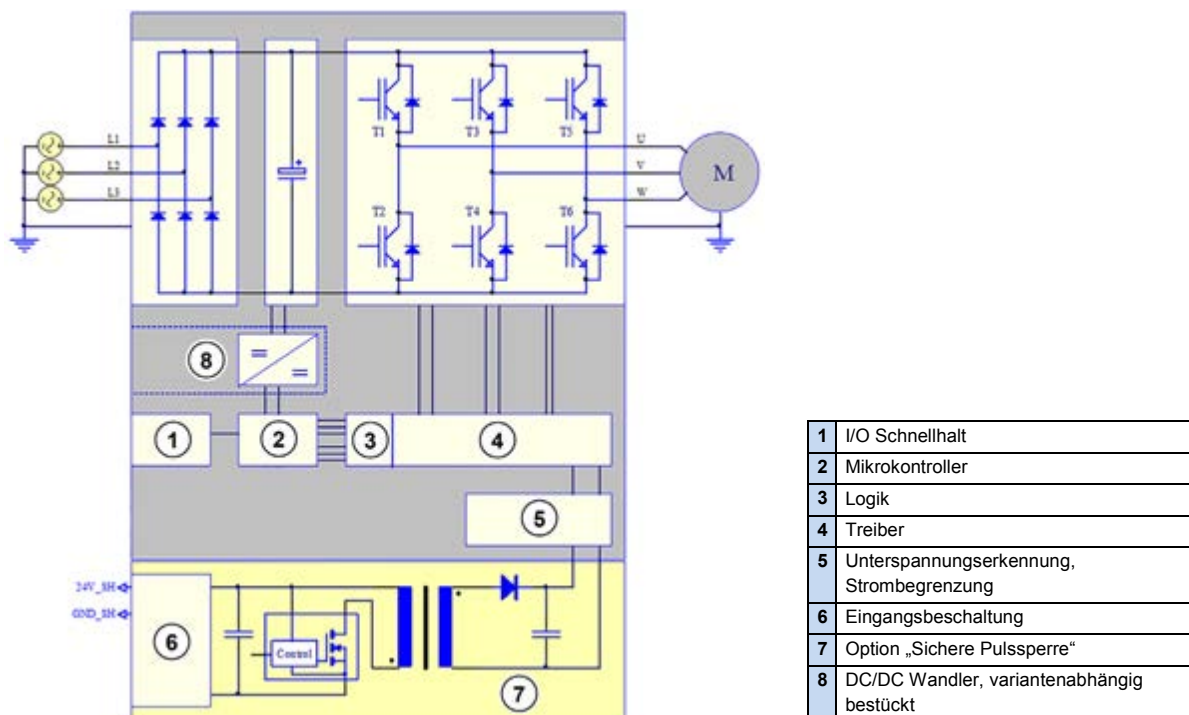 L1
L2
L3
T1
T3
T5
T2
T4
T6
U
V
W
M
+
8
1
2
3
4
5
24V_SH
GND_SH
6
Control
7
1 I/O Schnellhalt
2 Mikrokontroller
3 Logik
4 Treiber
5 Unterspannungserkennung,
Strombegrenzung
6 Eingangsbeschaltung
7 Option „Sichere Pulssperre“
8 DC/DC Wandler, variantenabhängig
bestückt